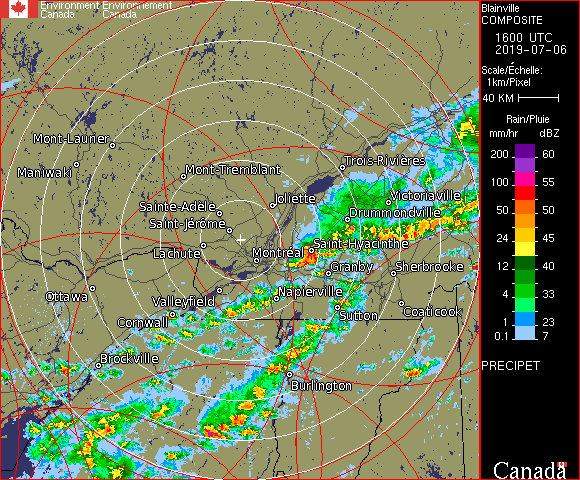 Environment Environnement
Canada Canada
Mont-Laurier
Maniwaki
Mont-Tremblant
Trois-Rivières
Joliette
Victoriaville
Sainte-Adèle
Drummondville
Saint-Jérôme
Saint-Hyacinthe
Lachute
Montréal
Granby
Sherbrooke
Ottawa
Napierville
Valleyfield
Coaticook
Sutton
Cornwall
Brockville
Burlington
Blainville
COMPOSITE
1600 UTC
2019-07-06
Scale/Échelle:
1km/Pixel
40 KM
Rain/Pluie
mm/hr dBZ
200 60
100 55
50 50
24 45
12 40
4 33
1 23
0.1 7
PRECIPET
Canada